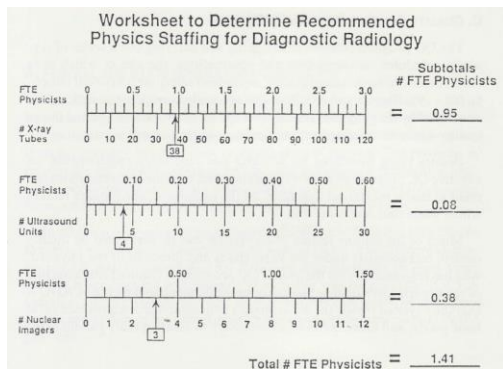 Worksheet to Determine Recommended
Physics Staffing for Diagnostic Radiology
Subtotals
# FTE Physicists
FTE
Physicists
0 0.5 1.0 1.5 2.0 2.5 3.0
= 0.95
# X-ray
Tubes
0 10 20 30 40 50 60 70 80 90 100 110 120
38
FTE
Physicists
0 0.10 0.20 0.30 0.40 0.50 0.60
= 0.08
# Ultrasound
Units
0 5 10 15 20 25 30
4
FTE
Physicists
0 0.50 1.00 1.50
= 0.38
# Nuclear
Imagers
0 1 2 4 5 6 7 8 9 10 11 12
3
Total # FTE Physicists = 1.41